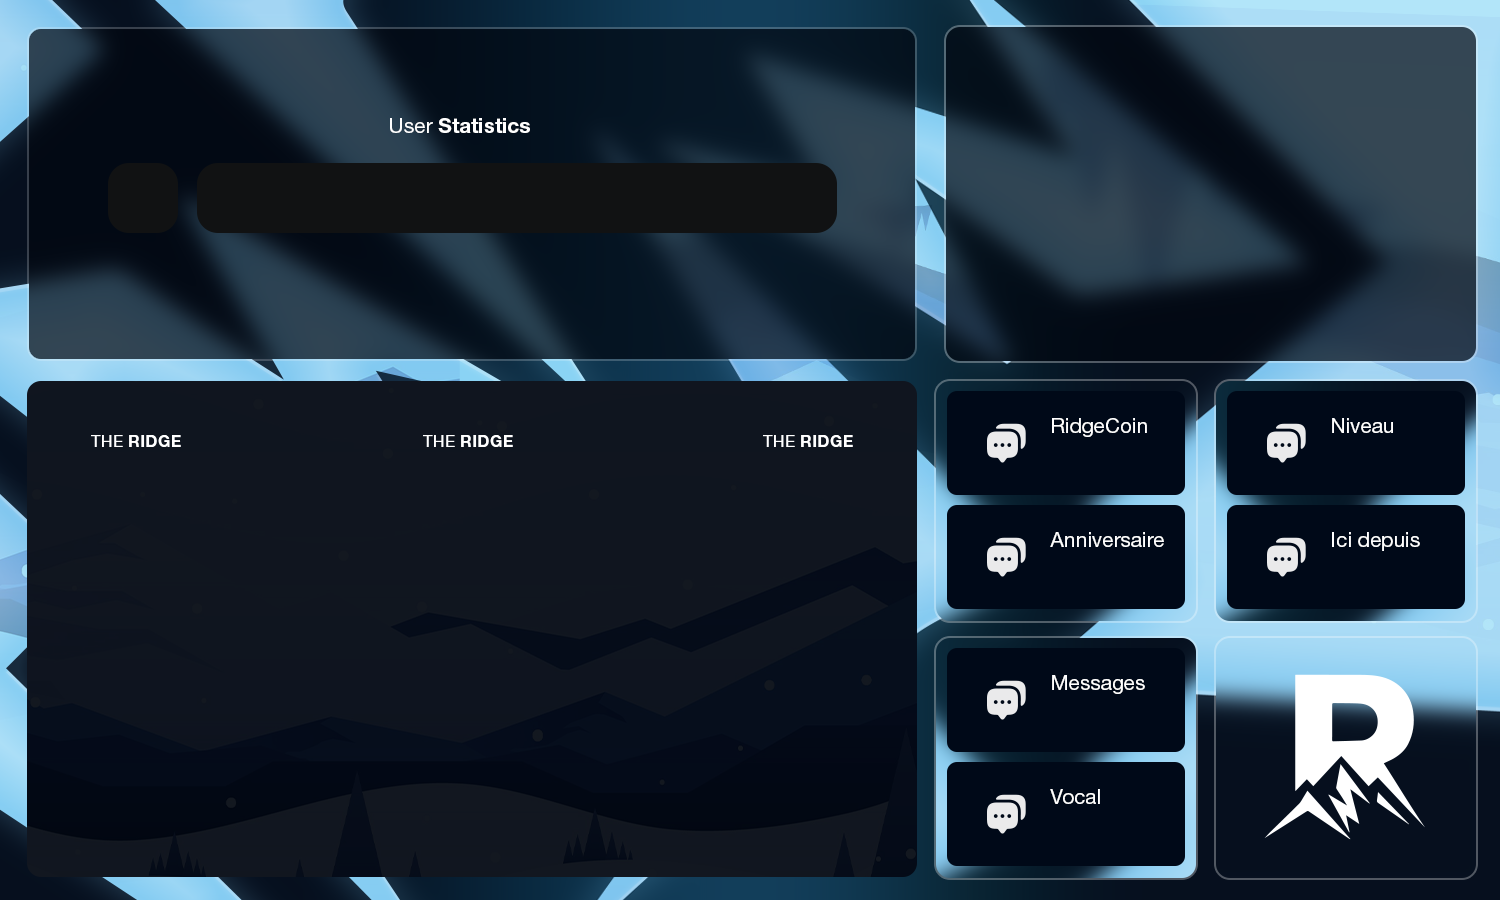 User Statistics
THE RIDGE
THE RIDGE
THE RIDGE
RidgeCoin
Niveau
Anniversaire
Ici depuis
Messages
Vocal
R